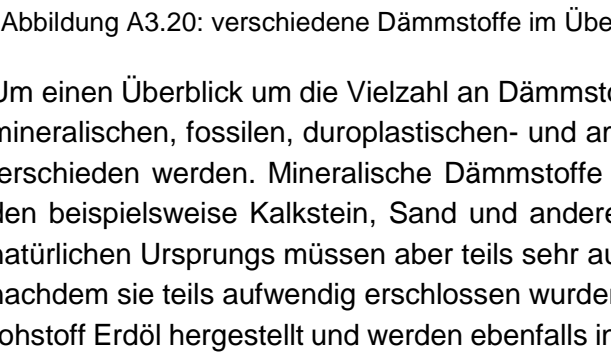 Abbildung A3.20: verschiedene Dämmstoffe im Übe
Um einen Überblick um die Vielzahl an Dämmsto
mineralischen, fossilen, duroplastischen- und ar
erschieden werden. Mineralische Dämmstoffe
den beispielsweise Kalkstein, Sand und andere
natürlichen Ursprungs müssen aber teils sehr au
nachdem sie teils aufwendig erschlossen wurde
ohstoff Erdöl hergestellt und werden ebenfalls in